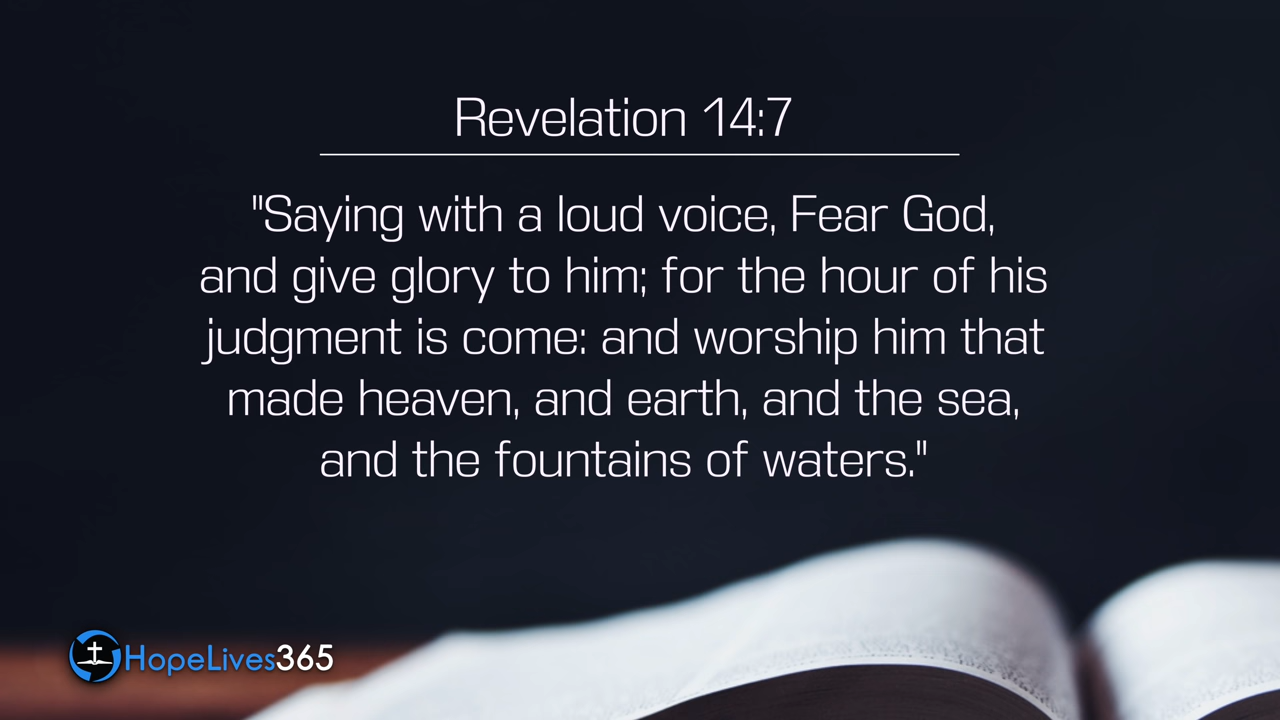 Revelation 14:7
"Saying with a loud voice, Fear God,
and give glory to him; for the hour of his
judgment is come: and worship him that
made heaven, and earth, and the sea,
and the fountains of waters."
HopeLives365